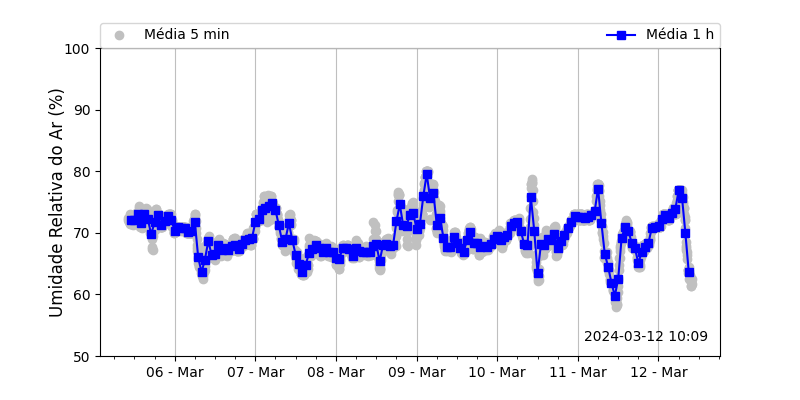 Média 5 min
Média 1 h
Umidade Relativa do Ar (%)
100
90
80
70
60
50
2024-03-12 10:09
06 - Mar
07 - Mar
08 - Mar
09 - Mar
10 - Mar
11 - Mar
12 - Mar